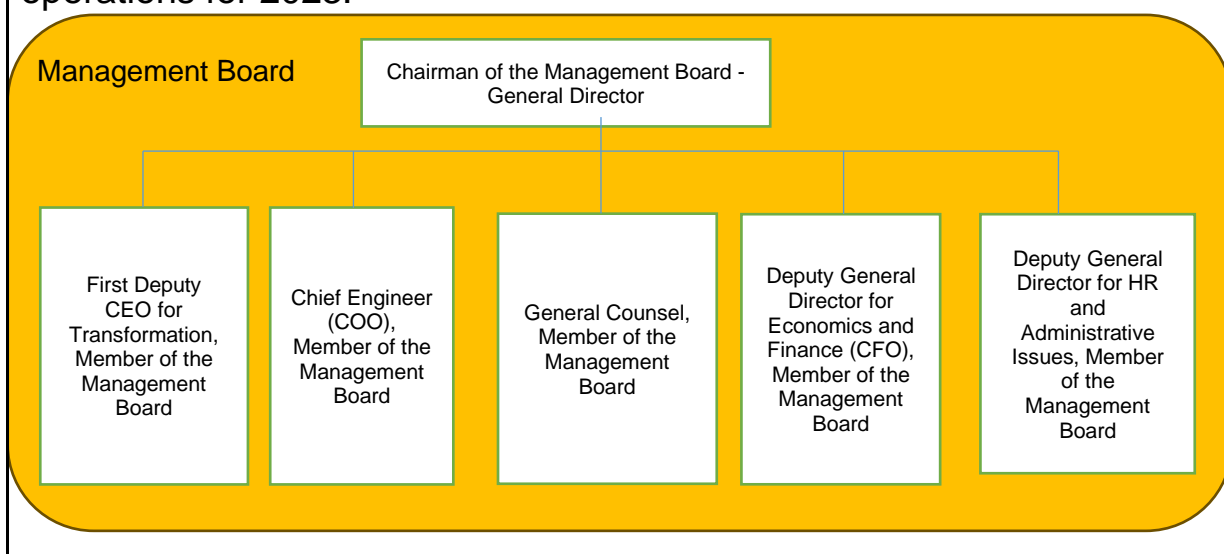 operations for
Management Board
Chairman of the Management Board -
General Director
First Deputy
CEO for
Transformation,
Member of the
Management
Board
Chief Engineer
(COO),
Member of the
Management
Board
General Counsel,
Member of the
Management
Board
Deputy General
Director for
Economics and
Finance (CFO),
Member of the
Management
Board
Deputy General
Director for HR
and
Administrative
Issues, Member
of the
Management
Board